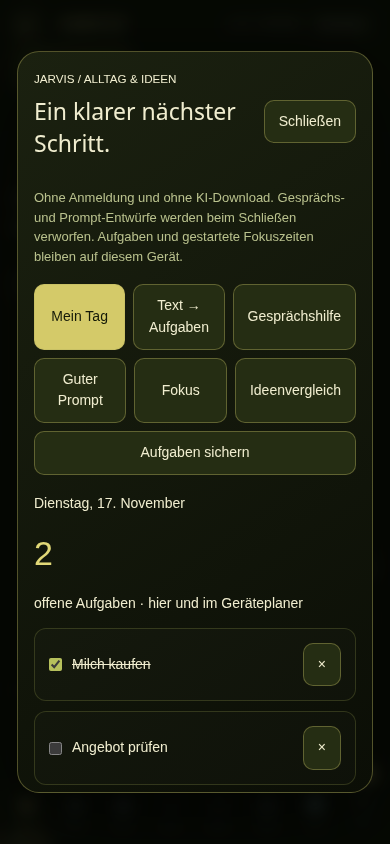 JARVIS / ALLTAG & IDEEN
Ein klarer nächster
Schritt.
Schließen
Ohne Anmeldung und ohne KI-Download. Gesprächs-
und Prompt-Entwürfe werden beim Schließen
verworfen. Aufgaben und gestartete Fokuszeiten
bleiben auf diesem Gerät.
Mein Tag
Text →
Aufgaben
Gesprächshilfe
Guter
Prompt
Fokus
Ideenvergleich
Aufgaben sichern
Dienstag, 17. November
2
offene Aufgaben · hier und im Geräteplaner
Milch kaufen
×
Angebot prüfen
×